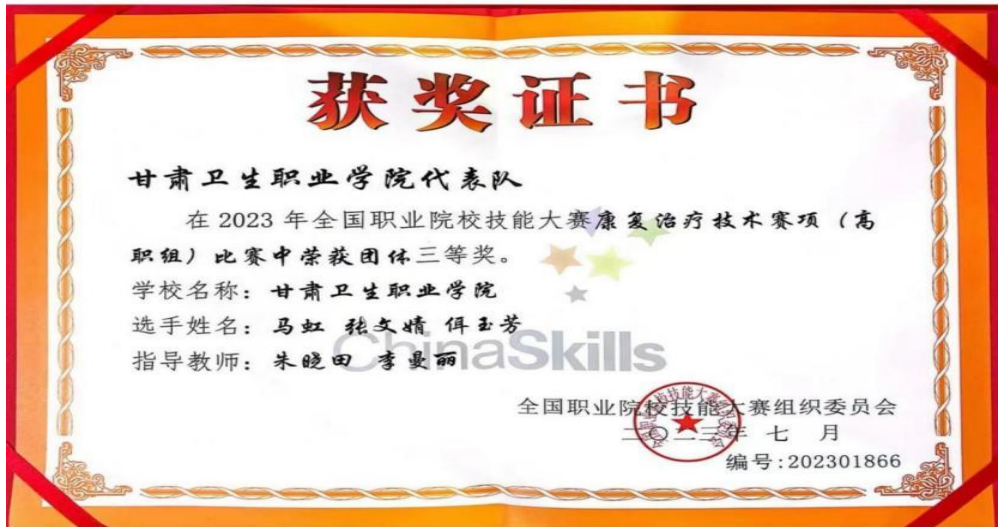 获奖证书
甘肃卫生职业学院代表队
在 2023 年全国职业院校技能大赛康复治疗技术赛项（高
职组）比赛中荣获团体三等奖。
学校名称：甘肃卫生职业学院
选手姓名：马虹 张文婧 佴玉芳
指导教师：朱晓田 李曼丽
ChinaSkills
全国职业院校技能大赛组织委员会
二〇二三年 七 月
编号:202301866